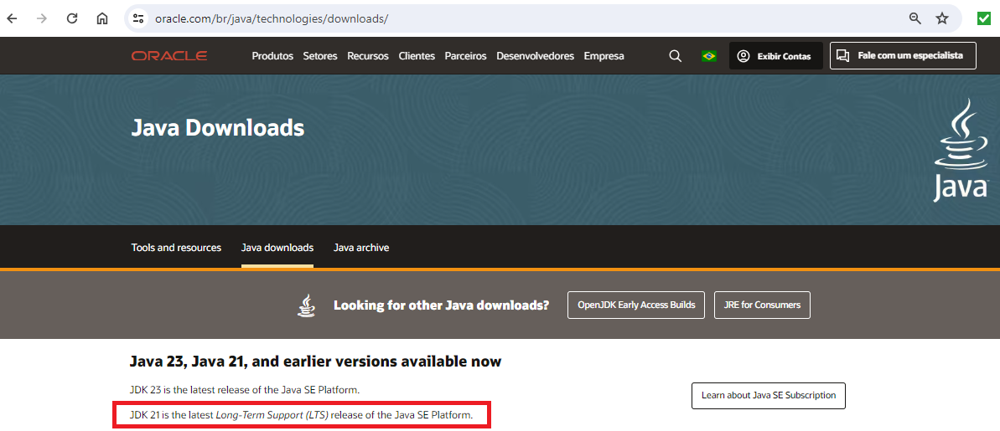 oracle.com/br/java/technologies/downloads/
ORACLE
Produtos Setores Recursos Clientes Parceiros Desenvolvedores Empresa
Exibir Contas
Fale com um especialista
Java Downloads
Java
Tools and resources Java downloads Java archive
Looking for other Java downloads?
OpenJDK Early Access Builds
JRE for Consumers
Java 23, Java 21, and earlier versions available now
JDK 23 is the latest release of the Java SE Platform.
Learn about Java SE Subscription
JDK 21 is the latest Long-Term Support (LTS) release of the Java SE Platform.